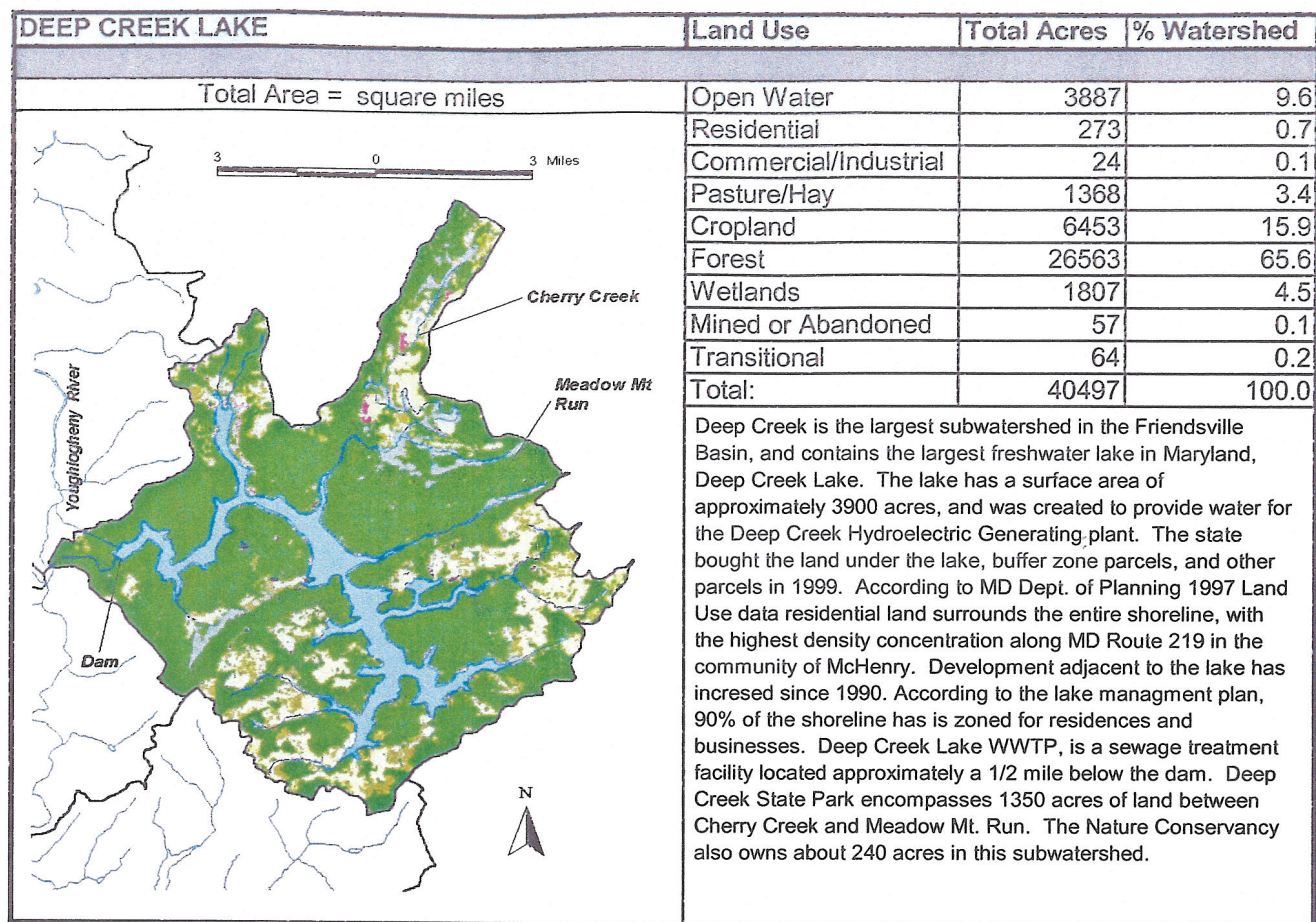 DEEP CREEK LAKE
Land Use Total Acres % Watershed
Total Area = square miles
Open Water 3887 9.6
Residential 273 0.7
Commercial/Industrial 24 0.1
Pasture/Hay 1368 3.4
Cropland 6453 15.9
Forest 26563 65.6
Wetlands 1807 4.5
Mined or Abandoned 57 0.1
Transitional 64 0.2
Total: 40497 100.0
3 0 3 Miles
Cherry Creek
Meadow Mt
Run
Youghiogheny River
Dam
N
Deep Creek is the largest subwatershed in the Friendsville
Basin, and contains the largest freshwater lake in Maryland,
Deep Creek Lake. The lake has a surface area of
approximately 3900 acres, and was created to provide water for
the Deep Creek Hydroelectric Generating plant. The state
bought the land under the lake, buffer zone parcels, and other
parcels in 1999. According to MD Dept. of Planning 1997 Land
Use data residential land surrounds the entire shoreline, with
the highest density concentration along MD Route 219 in the
community of McHenry. Development adjacent to the lake has
incresed since 1990. According to the lake managment plan,
90% of the shoreline has is zoned for residences and
businesses. Deep Creek Lake WWTP, is a sewage treatment
facility located approximately a 1/2 mile below the dam. Deep
Creek State Park encompasses 1350 acres of land between
Cherry Creek and Meadow Mt. Run. The Nature Conservancy
also owns about 240 acres in this subwatershed.